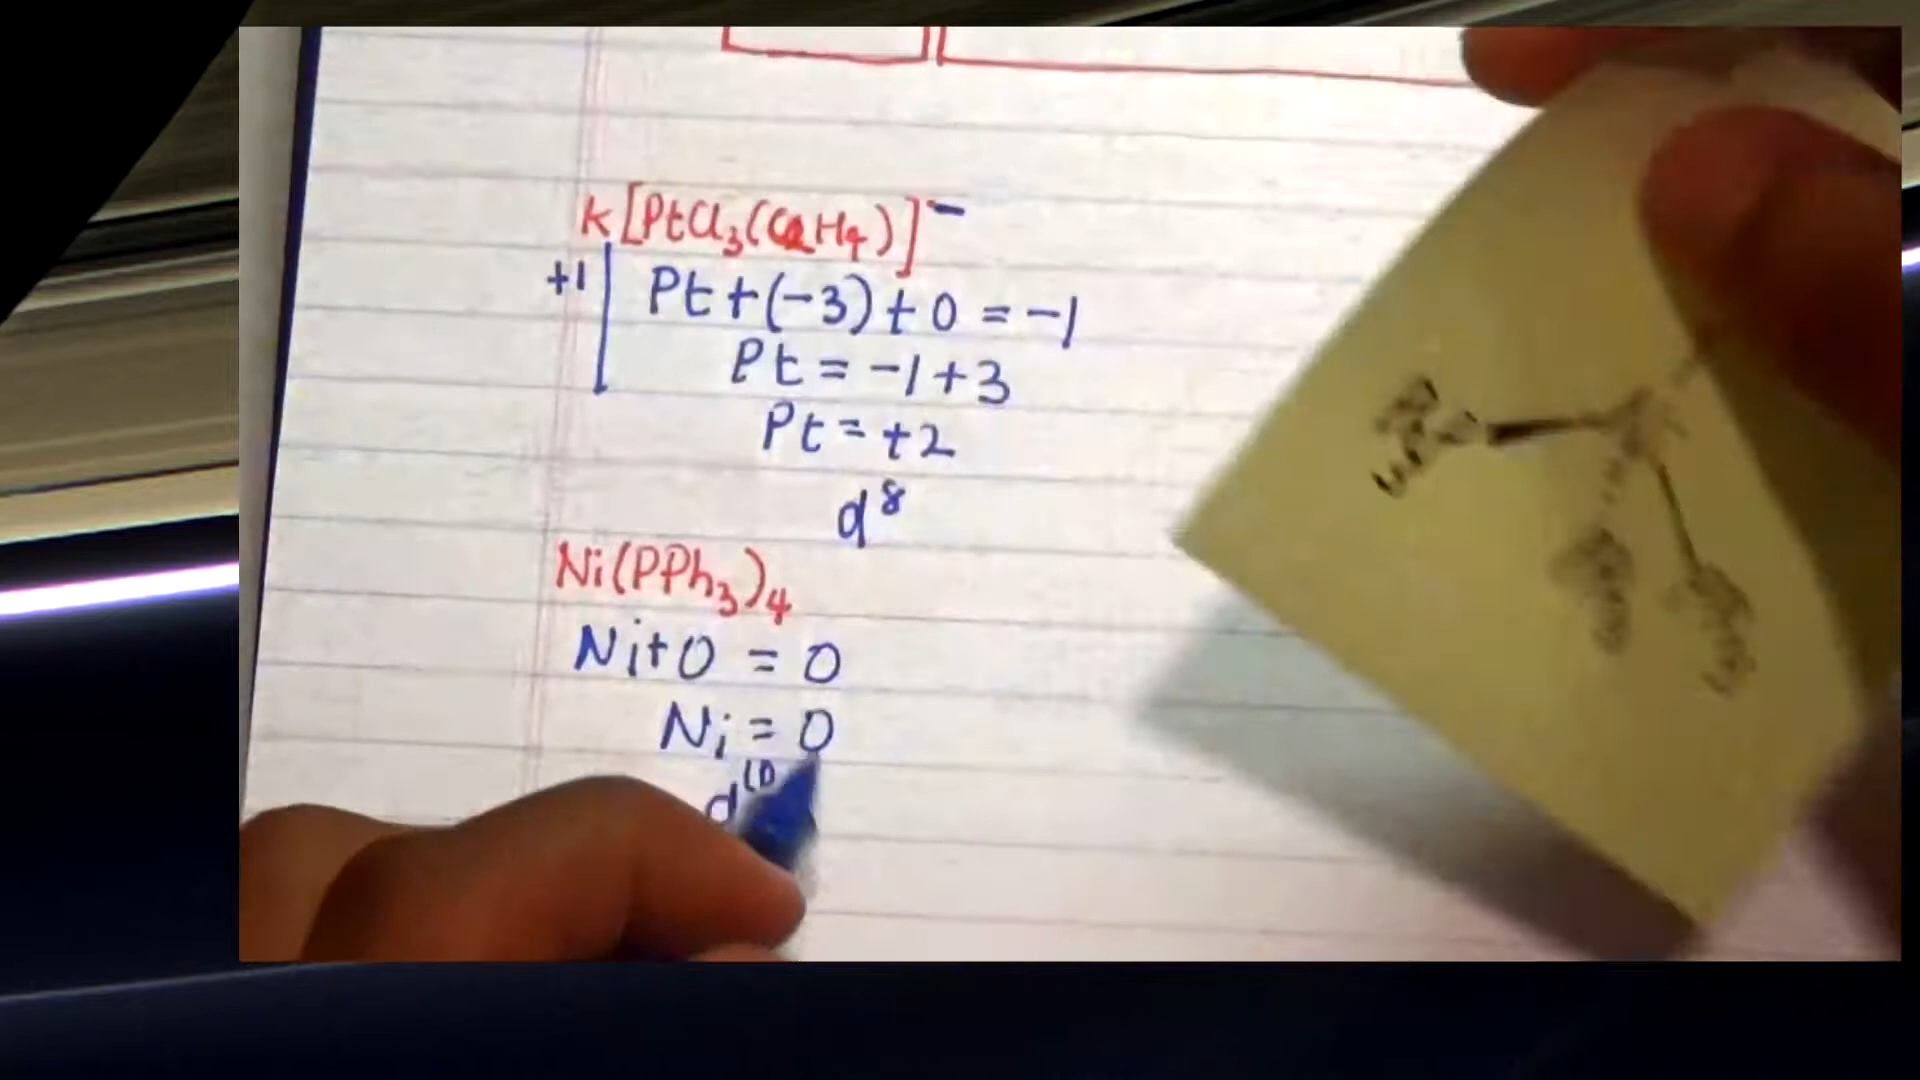 K[PtCl₃(C₂H₄)]⁻
+1 | Pt+(-3)+0 = -1
Pt = -1+3
Pt = +2
d⁸
Ni(PPh₃)₄
Ni+0 = 0
Ni = 0
d¹⁰